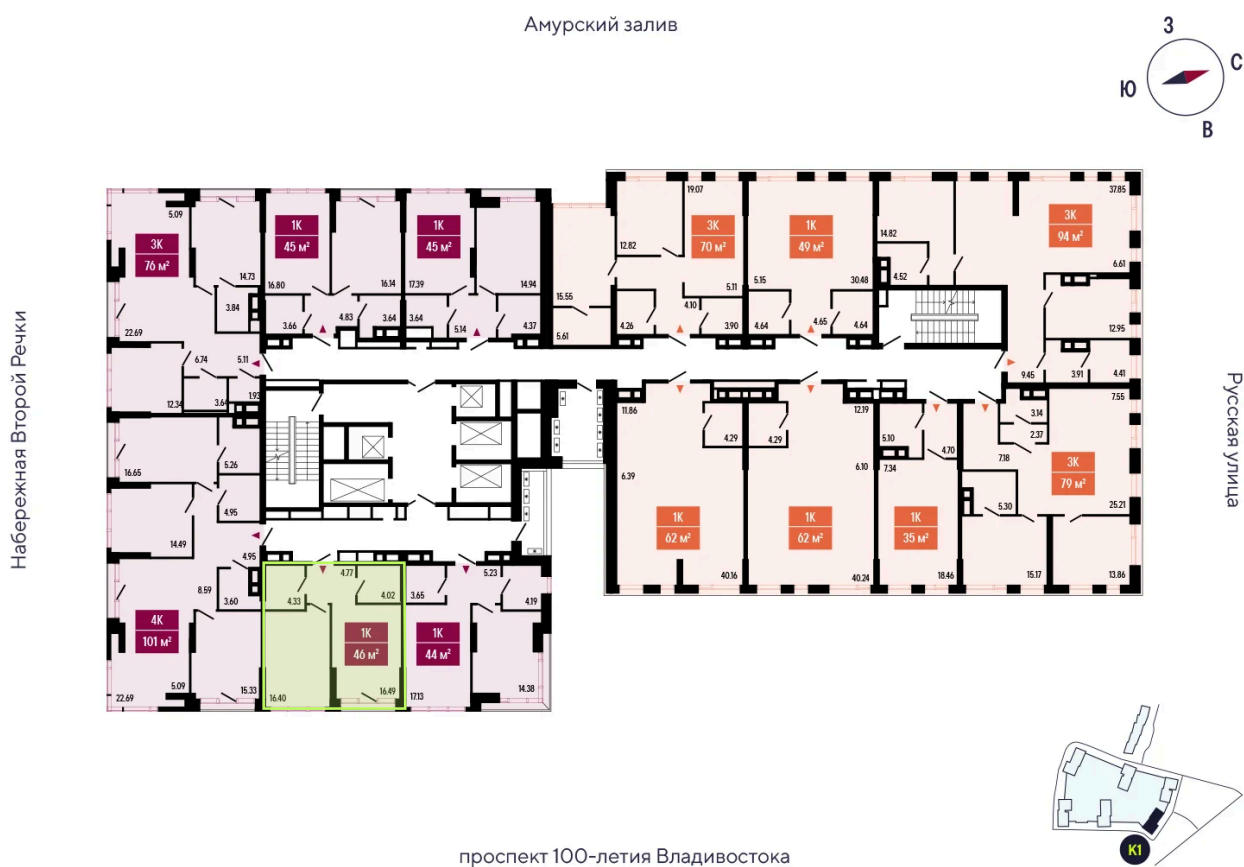 Амурский залив
З
С
Ю
В
Набережная Второй Речки
Русская улица
5.09
3К
76 м²
14.73
3.84
22.69
6.74
5.11
12.34
3.64
1.93
1К
45 м²
16.80
16.14
3.66
4.83
3.64
1К
45 м²
17.39
14.94
3.64
5.14
4.37
19.07
3К
70 м²
12.82
5.11
15.55
4.10
4.26
3.90
5.61
1К
49 м²
5.15
30.48
4.64
4.65
4.64
37.85
3К
94 м²
14.82
4.52
6.61
12.95
9.45
3.91
4.41
16.65
5.26
4.95
14.49
4.95
8.59
3.60
4К
101 м²
22.69
5.09
15.33
4.77
4.33
4.02
1К
46 м²
16.40
16.49
5.23
3.65
4.19
1К
44 м²
17.13
14.38
11.86
4.29
6.39
1К
62 м²
40.16
12.19
4.29
6.10
1К
62 м²
40.24
5.10
4.70
7.34
1К
35 м²
18.46
7.55
3.14
2.37
7.18
3К
79 м²
5.30
25.21
15.17
13.86
К1
проспект 100-летия Владивостока